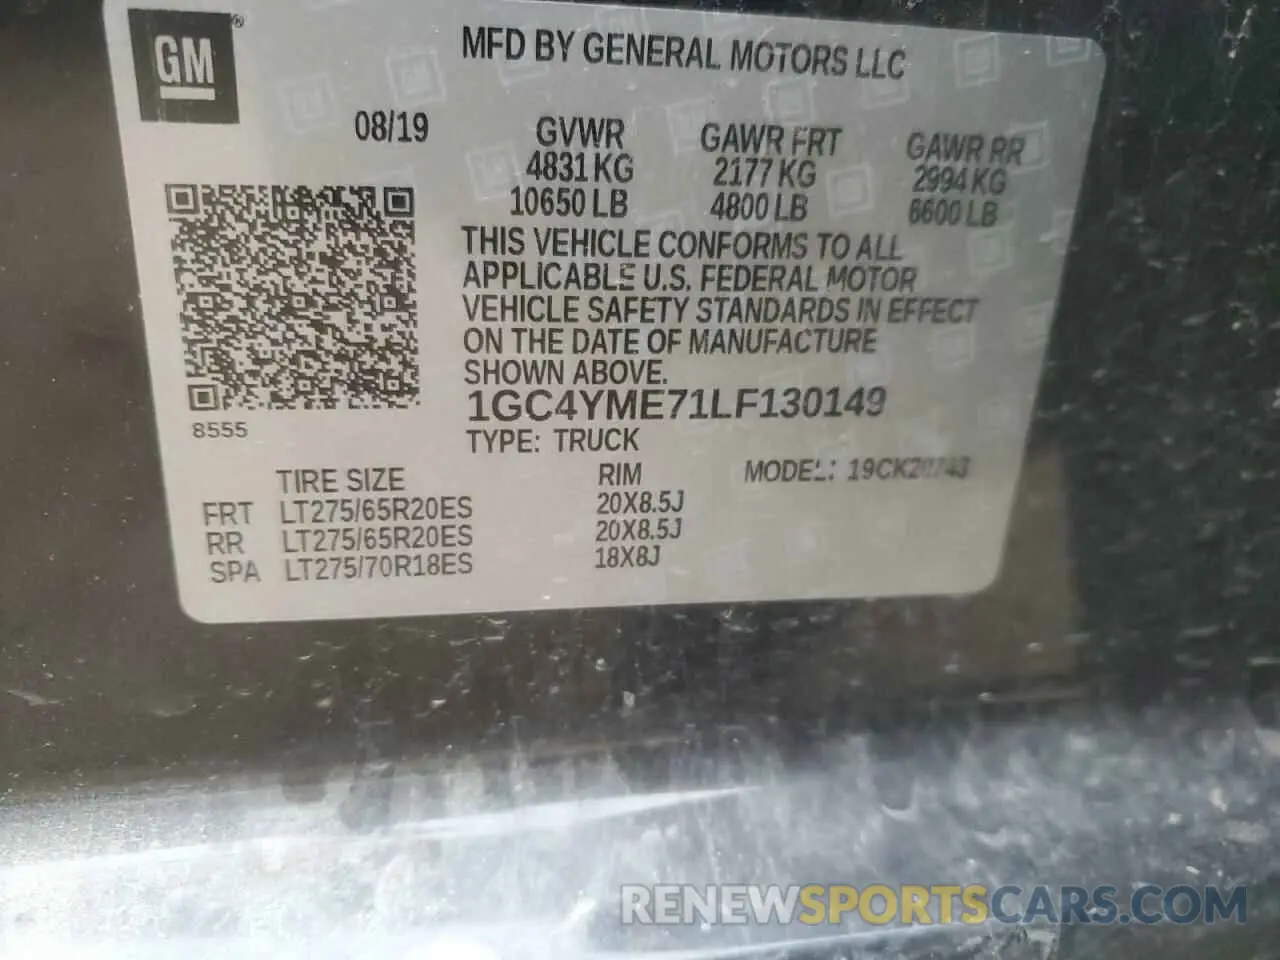 GM®
MFD BY GENERAL MOTORS LLC
08/19
GVWR GAWR FRT GAWR RR
4831 KG 2177 KG 2994 KG
10650 LB 4800 LB 6600 LB
THIS VEHICLE CONFORMS TO ALL
APPLICABLE U.S. FEDERAL MOTOR
VEHICLE SAFETY STANDARDS IN EFFECT
ON THE DATE OF MANUFACTURE
SHOWN ABOVE.
1GC4YME71LF130149
8555
TYPE: TRUCK
TIRE SIZE RIM MODEL:
FRT LT275/65R20ES 20X8.5J
RR LT275/65R20ES 20X8.5J
SPA LT275/70R18ES 18X8J
RENEWSPORTSCARS.COM